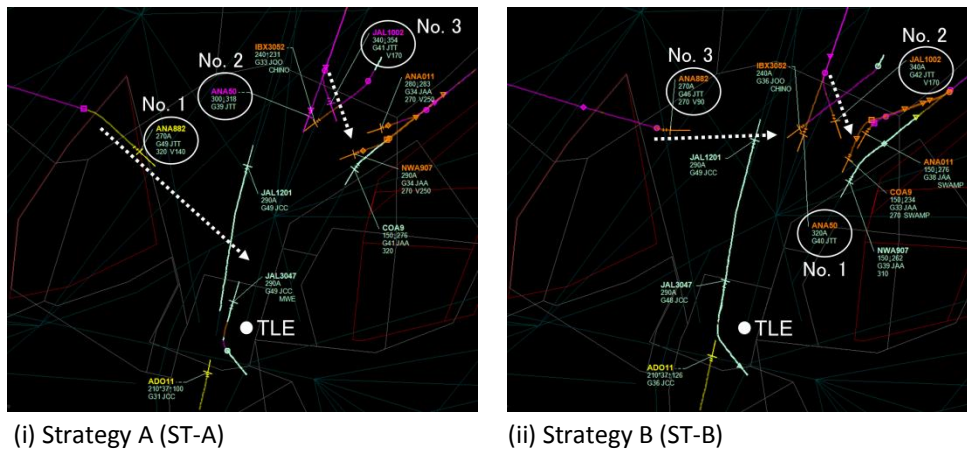 No. 3
JAL1002
340↓354
G41 JTT
V170
No. 2
IBX3052
240↑231
G33 JOO
CHINO
ANA50
300↓318
G39 JTT
ANA011
280↓283
G34 JAA
270 V250
No. 1
ANA882
270A
G49 JTT
320 V140
NWA907
290A
G34 JAA
270 V250
JAL1201
290A
G49 JCC
COA9
150↓276
G41 JAA
320
JAL3047
290A
G49 JCC
MWE
TLE
ADO11
210*37↑100
G31 JCC
(i) Strategy A (ST-A)
No. 2
JAL1002
340A
G42 JTT
V170
No. 3
ANA882
270A
G46 JTT
270 V90
IBX3052
240A
G36 JOO
CHINO
JAL1201
290A
G49 JCC
ANA011
150↓276
G38 JAA
SWAMP
COA9
150↓234
G33 JAA
270 SWAMP
ANA50
320A
G40 JTT
No. 1
NWA907
150↓262
G39 JAA
310
JAL3047
290A
G48 JCC
TLE
ADO11
210*37↑126
G36 JCC
(ii) Strategy B (ST-B)